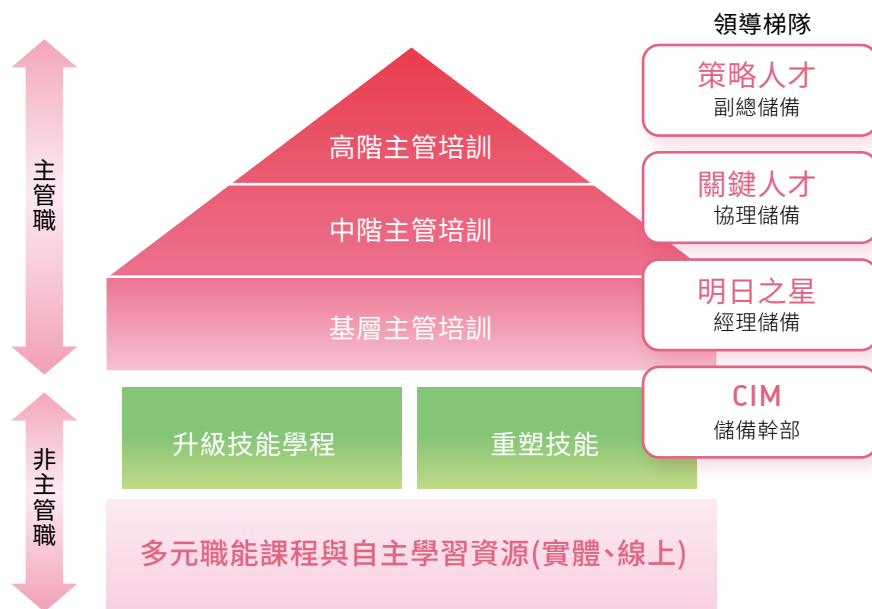 領導梯隊
策略人才
副總儲備
高階主管培訓
主管職
關鍵人才
協理儲備
中階主管培訓
明日之星
經理儲備
基層主管培訓
CIM
儲備幹部
升級技能學程
重塑技能
非主管職
多元職能課程與自主學習資源(實體、線上)